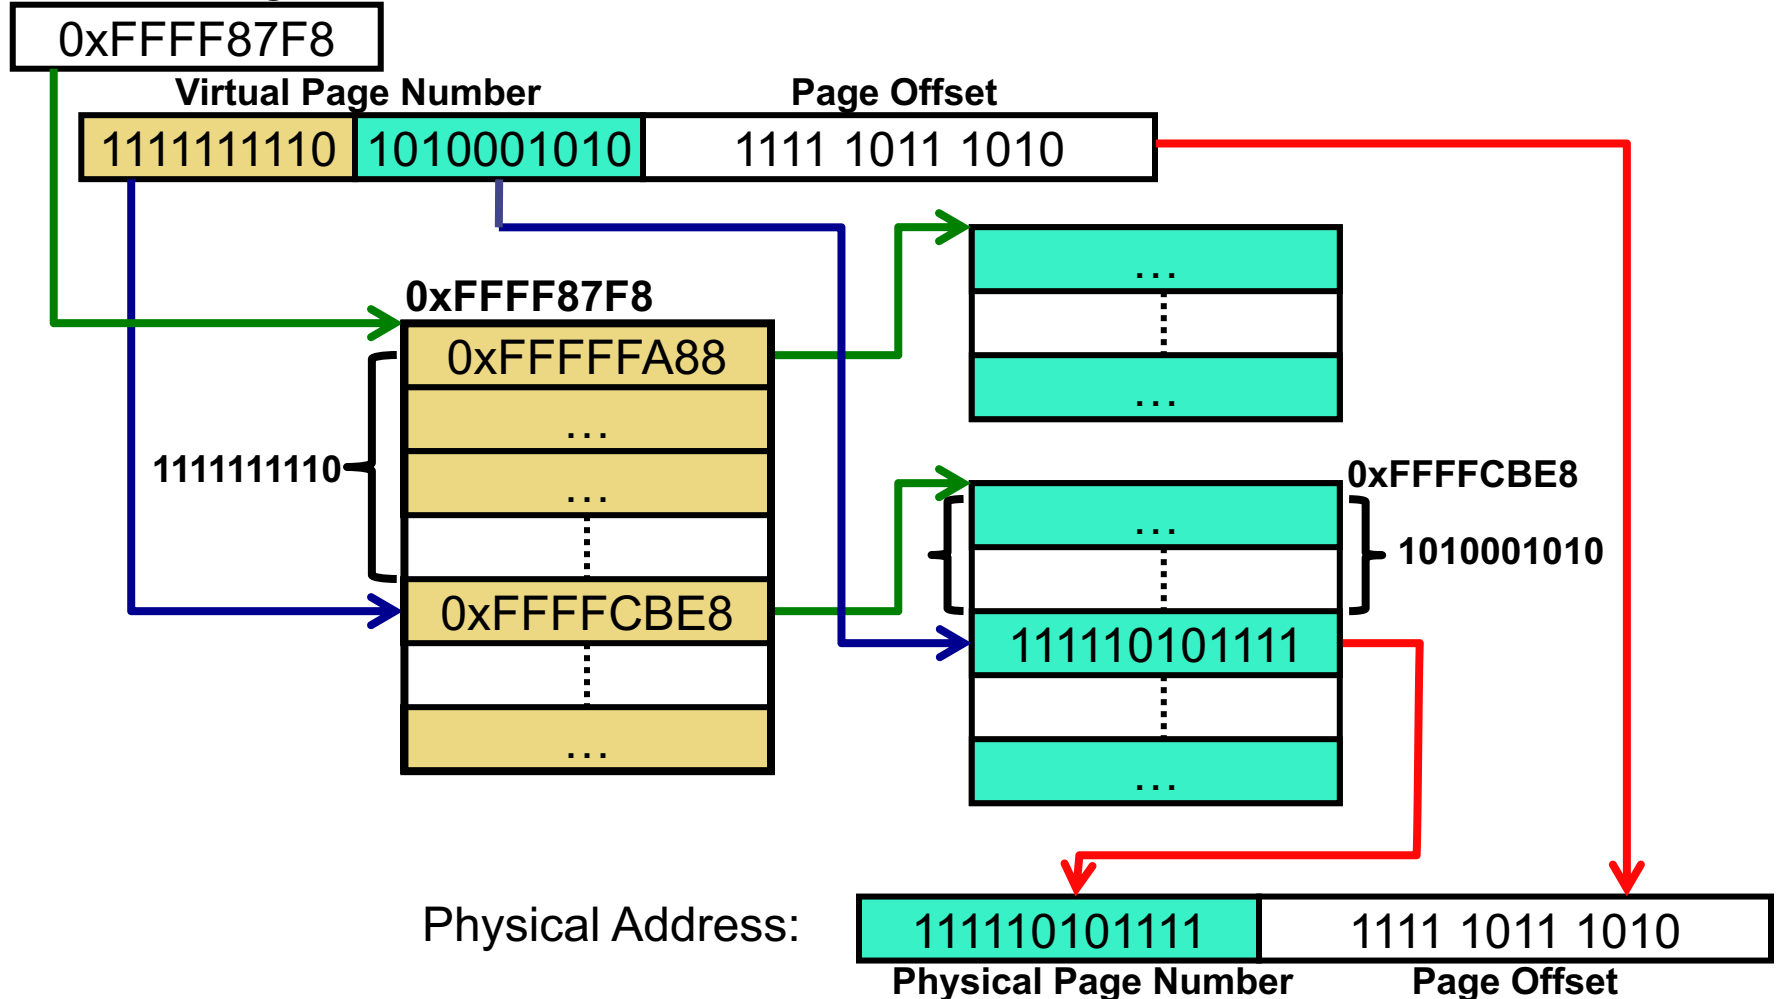 0xFFFF87F8
Virtual Page Number
Page Offset
1111111110
1010001010
1111 1011 1010
...
0xFFFF87F8
0xFFFFFA88
...
...
1111111110
...
0xFFFFCBE8
...
1010001010
0xFFFFCBE8
111110101111
...
...
Physical Address:
111110101111
1111 1011 1010
Physical Page Number
Page Offset